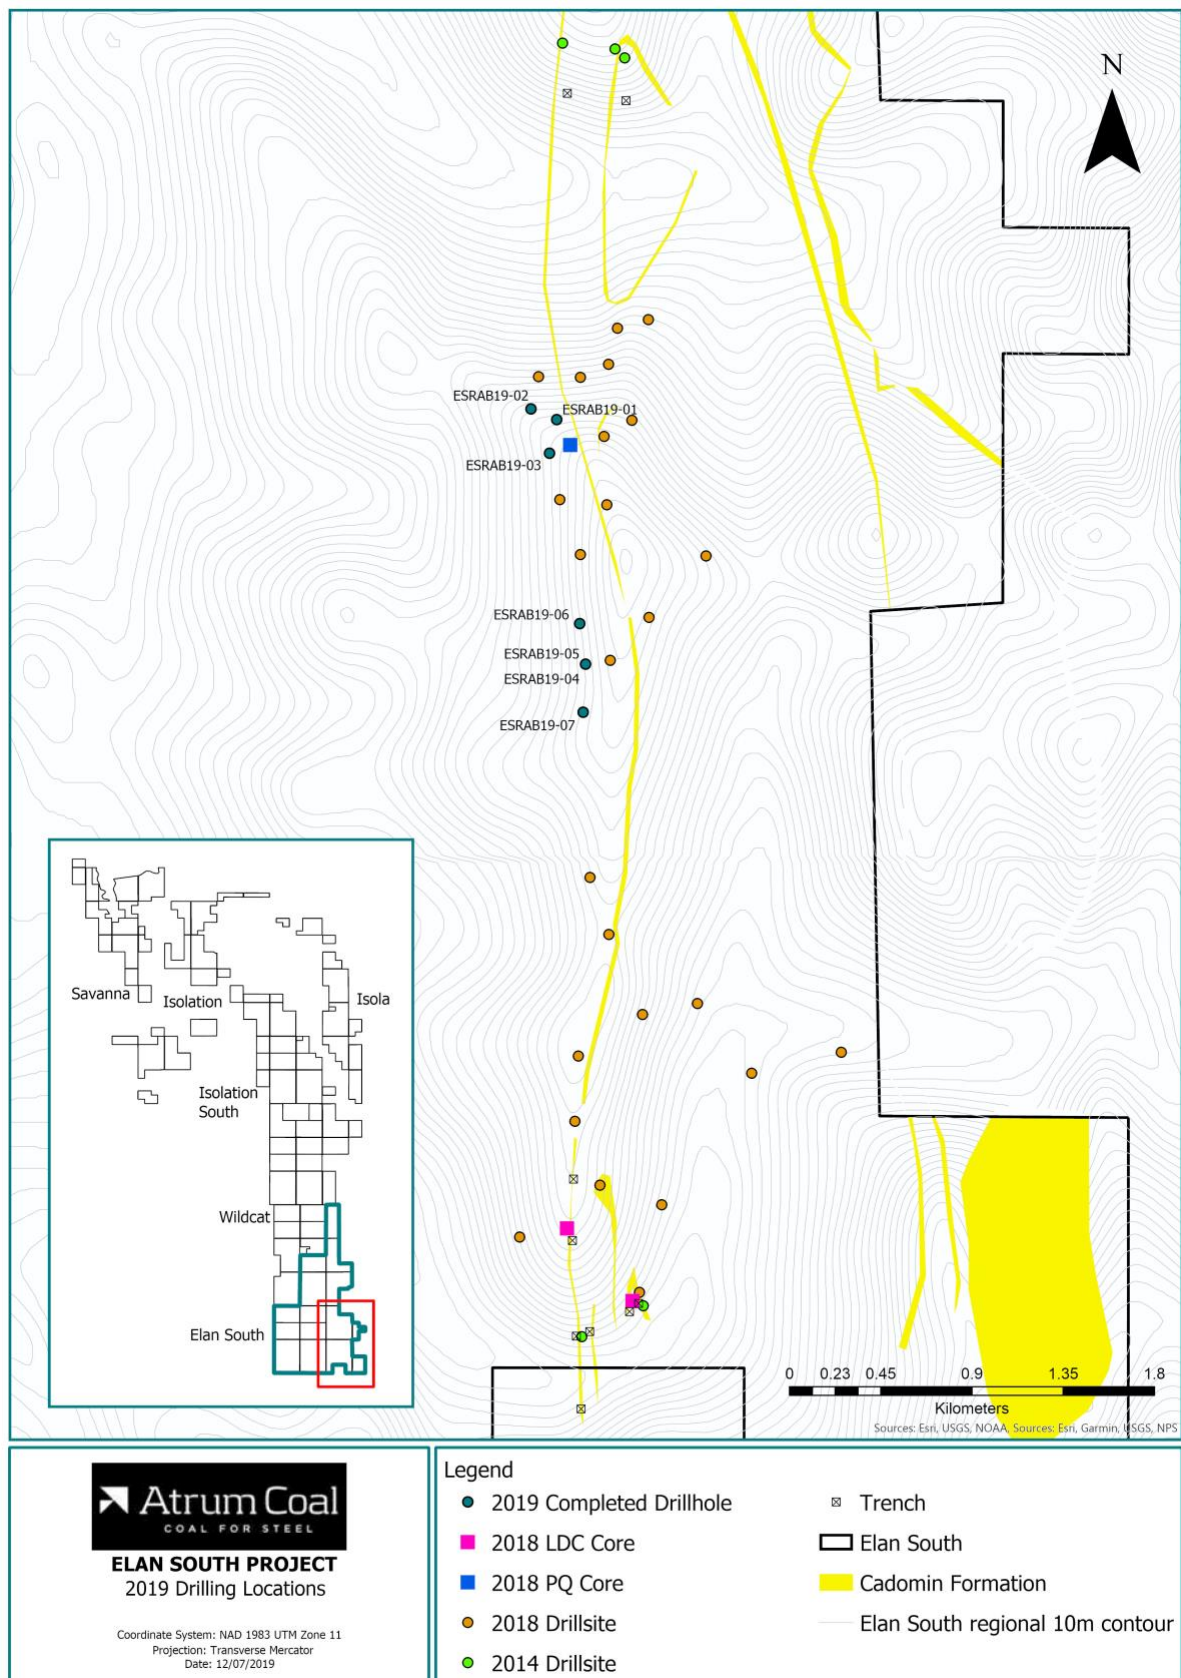 N
ESRAB19-02
ESRAB19-01
ESRAB19-03
ESRAB19-06
ESRAB19-05
ESRAB19-04
ESRAB19-07
Savanna
Isolation
Isola
Isolation
South
Wildcat
Elan South
0 0.23 0.45 0.9 1.35 1.8
Kilometers
Sources: Esri, USGS, NOAA, Sources: Esri, Garmin, USGS, NPS
Atrum Coal
COAL FOR STEEL
ELAN SOUTH PROJECT
2019 Drilling Locations
Coordinate System: NAD 1983 UTM Zone 11
Projection: Transverse Mercator
Date: 12/07/2019
Legend
2019 Completed Drillhole
2018 LDC Core
2018 PQ Core
2018 Drillsite
2014 Drillsite
Trench
Elan South
Cadomin Formation
Elan South regional 10m contour